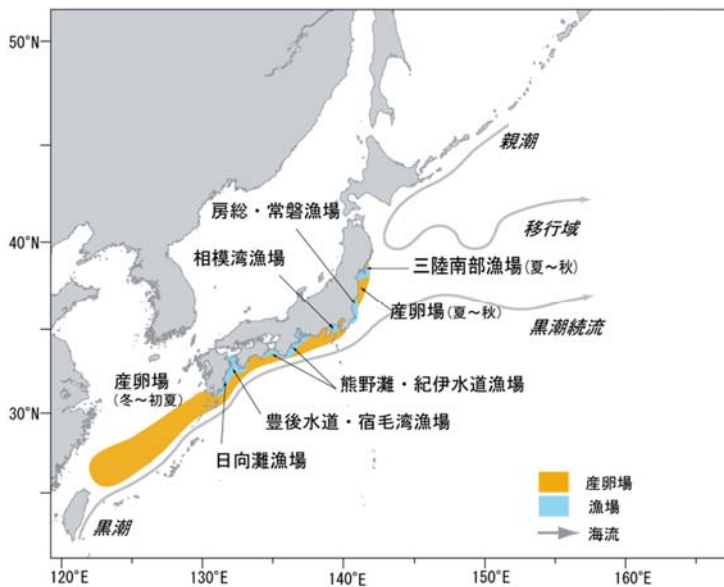 50°N
親潮
房総・常磐漁場
移行域
40°N
相模湾漁場
三陸南部漁場(夏～秋)
産卵場(夏～秋)
黒潮続流
産卵場
(冬～初夏)
熊野灘・紀伊水道漁場
30°N
豊後水道・宿毛湾漁場
日向灘漁場
産卵場
漁場
黒潮
海流
120°E
130°E
140°E
150°E
160°E